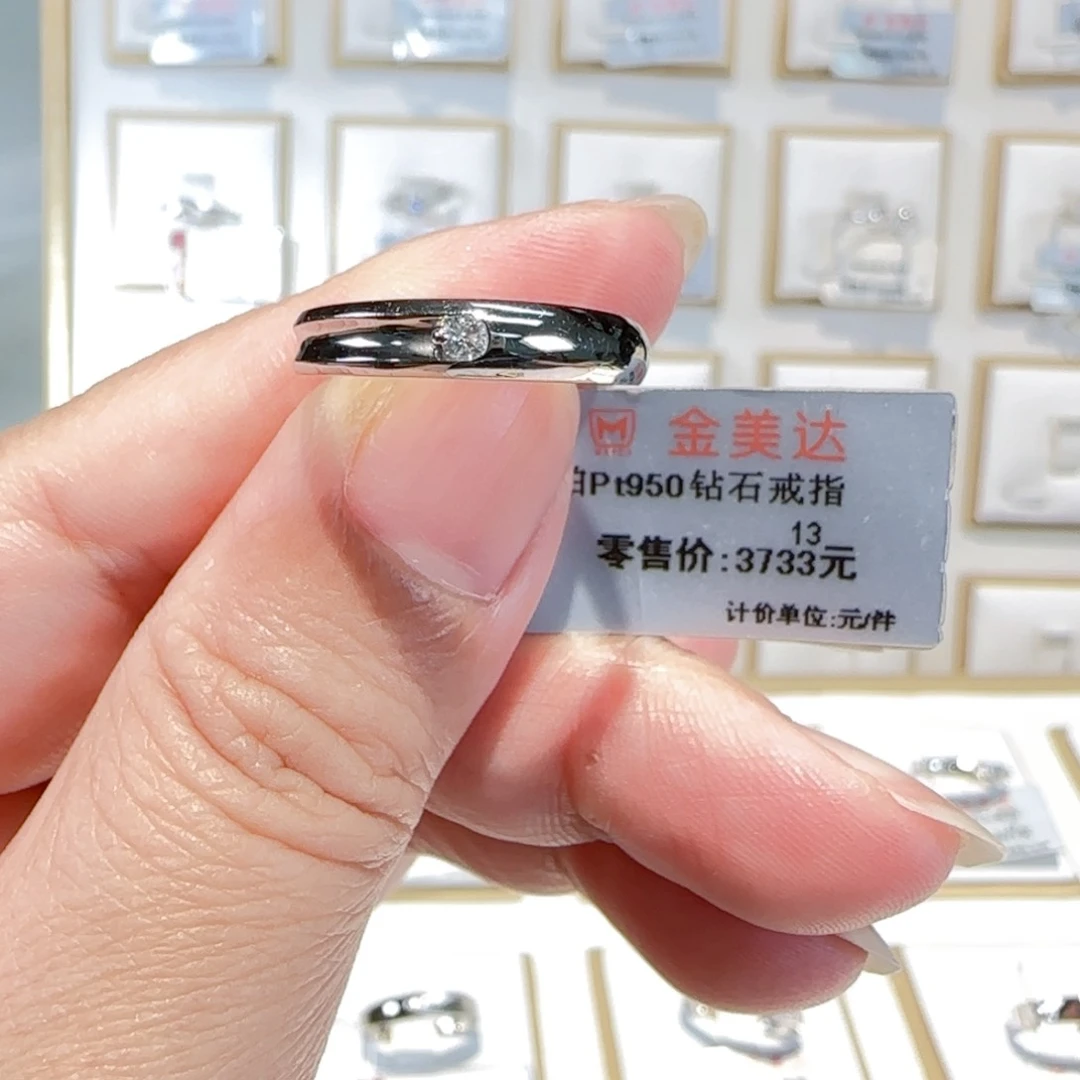 金美达
Pt950钻石戒指
13
零售价:3733元
计价单位:元/件